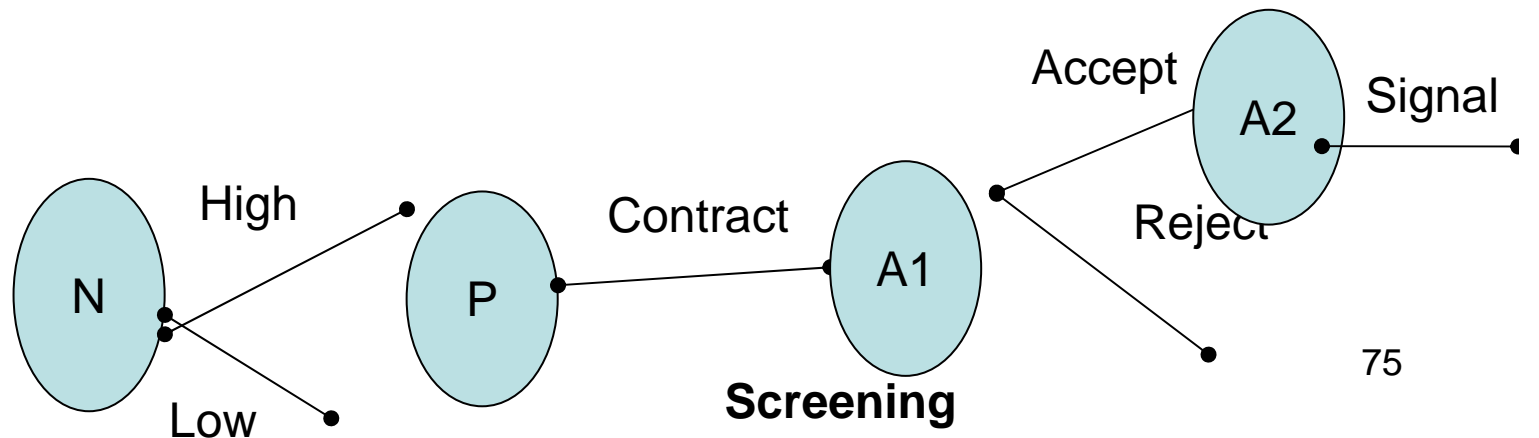 Accept
A2
Signal
High
Contract
Reject
N
P
A1
75
Screening
Low